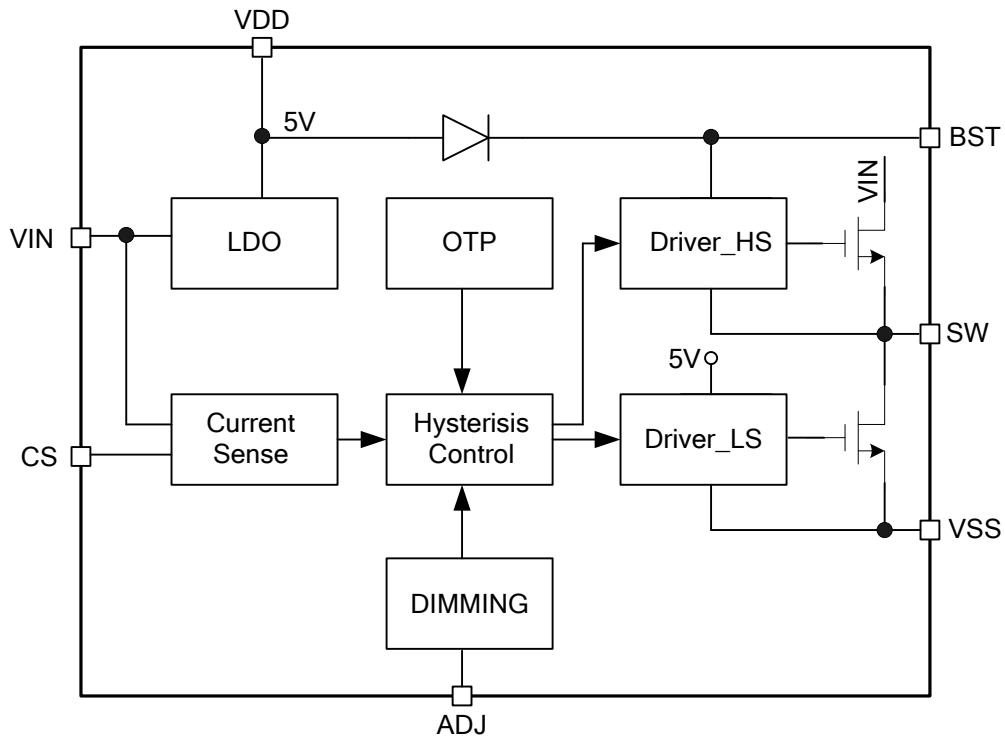 VDD
5V
BST
VIN
VIN
LDO
OTP
Driver_HS
SW
5V
Current
Sense
Hysterisis
Control
Driver_LS
CS
VSS
DIMMING
ADJ